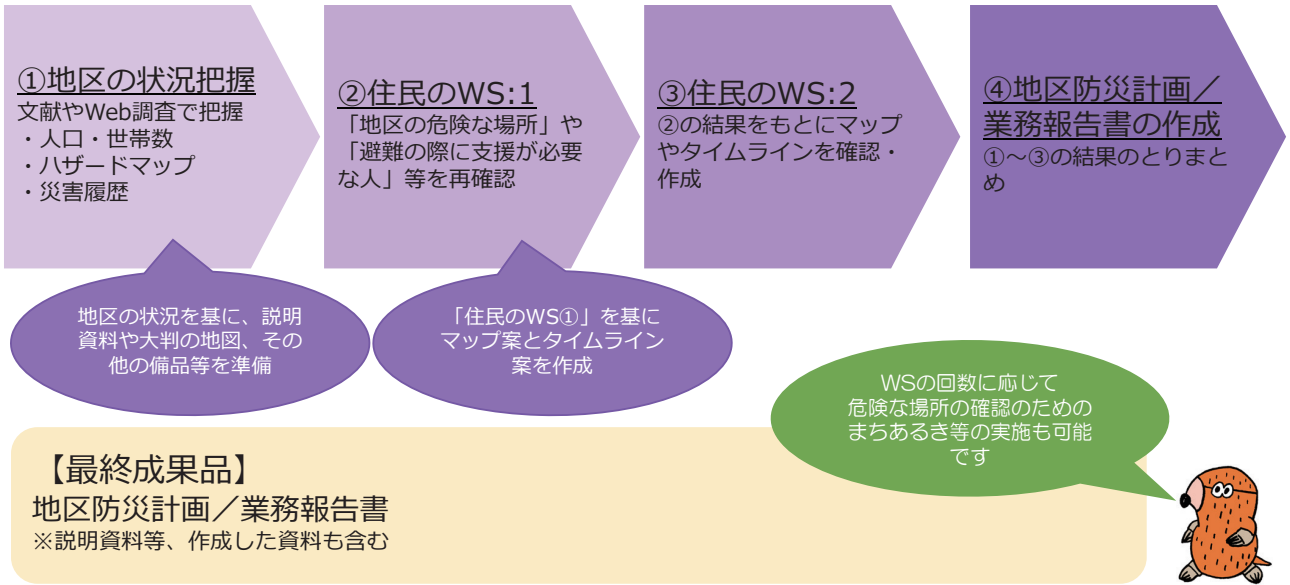 ①地区の状況把握
文献やWeb調査で把握
・人口・世帯数
・ハザードマップ
・災害履歴
②住民のWS:1
「地区の危険な場所」や
「避難の際に支援が必要
な人」等を再確認
③住民のWS:2
②の結果をもとにマップ
やタイムラインを確認・
作成
④地区防災計画／
業務報告書の作成
①～③の結果のとりまと
め
地区の状況を基に、説明
資料や大判の地図、その
他の備品等を準備
「住民のWS①」を基に
マップ案とタイムライン
案を作成
WSの回数に応じて
危険な場所の確認のための
まちあるき等の実施も可能
です
【最終成果品】
地区防災計画／業務報告書
※説明資料等、作成した資料も含む